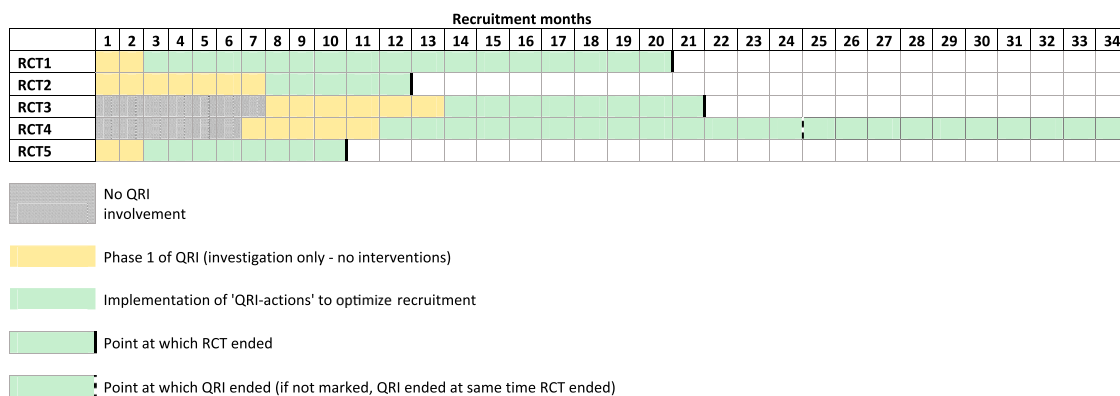 Recruitment months
1 2 3 4 5 6 7 8 9 10 11 12 13 14 15 16 17 18 19 20 21 22 23 24 25 26 27 28 29 30 31 32 33 34
RCT1
RCT2
RCT3
RCT4
RCT5
No QRI
involvement
Phase 1 of QRI (investigation only - no interventions)
Implementation of 'QRI-actions' to optimize recruitment
Point at which RCT ended
Point at which QRI ended (if not marked, QRI ended at same time RCT ended)